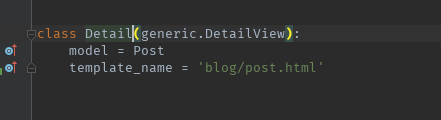 class Detail(generic.DetailView):
    model = Post
    template_name = 'blog/post.html'